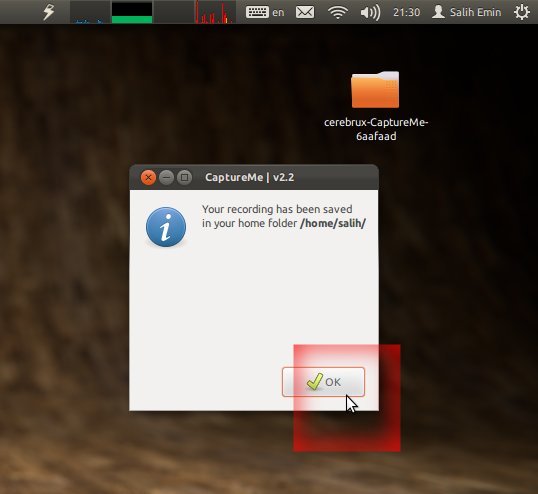 en
21:30
Salih Emin
cerebrux-CaptureMe-
6aafaad
CaptureMe | v2.2
Your recording has been saved
in your home folder /home/salih/
OK